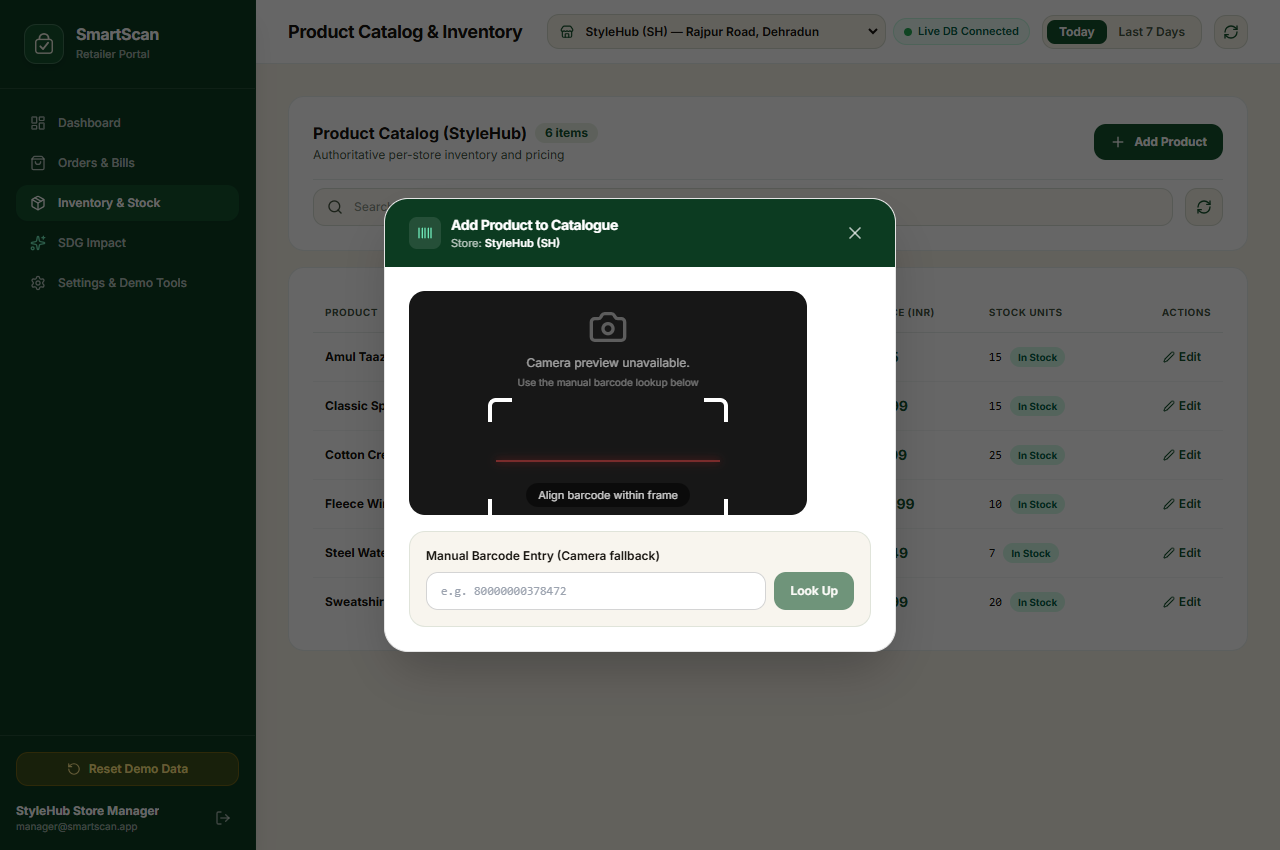 SmartScan
Retailer Portal
Dashboard
Orders & Bills
Inventory & Stock
SDG Impact
Settings & Demo Tools
Reset Demo Data
StyleHub Store Manager
manager@smartscan.app
Product Catalog & Inventory
StyleHub (SH) — Rajpur Road, Dehradun
Live DB Connected
Today
Last 7 Days
Product Catalog (StyleHub)
6 items
Authoritative per-store inventory and pricing
Add Product
Add Product to Catalogue
Store: StyleHub (SH)
Camera preview unavailable.
Use the manual barcode lookup below
Align barcode within frame
Manual Barcode Entry (Camera fallback)
e.g. 80000000378472
Look Up
PRODUCT
(INR)
STOCK UNITS
ACTIONS
Amul
15
In Stock
Edit
Classic
15
In Stock
Edit
Cotton
25
In Stock
Edit
Fleece
10
In Stock
Edit
Steel
7
In Stock
Edit
20
In Stock
Edit